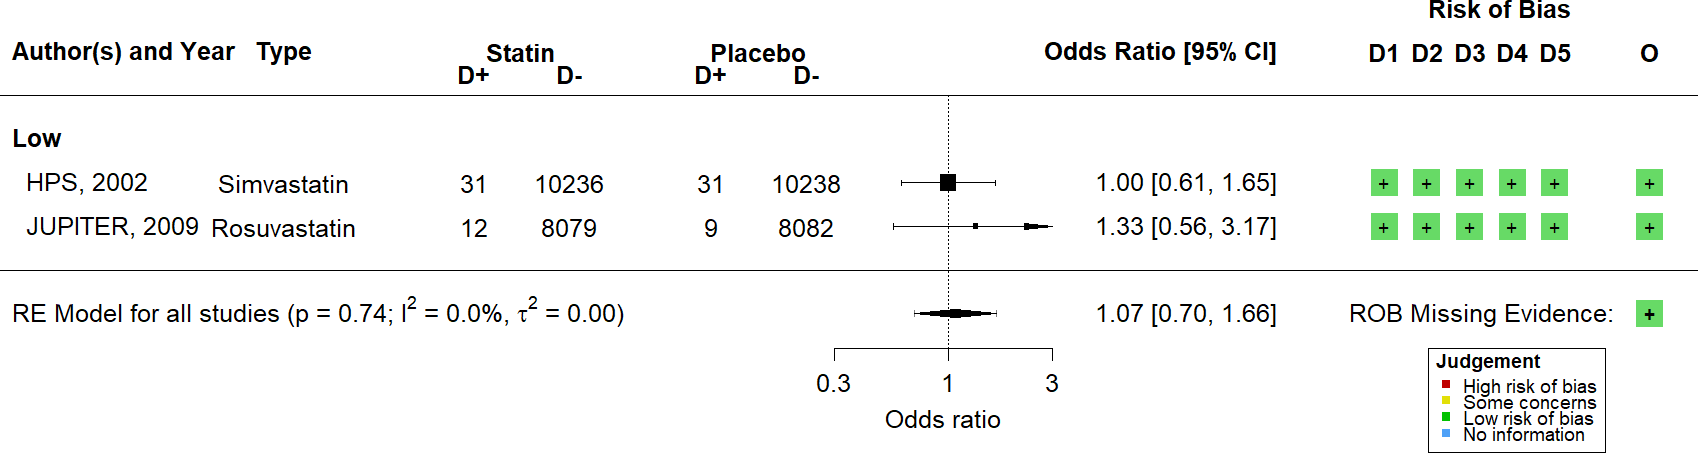 Risk of Bias
Author(s) and Year Type Statin Placebo Odds Ratio [95% CI] D1 D2 D3 D4 D5 O
D+ D- D+ D-
Low
HPS, 2002 Simvastatin 31 10236 31 10238 1.00 [0.61, 1.65] + + + + + +
JUPITER, 2009 Rosuvastatin 12 8079 9 8082 1.33 [0.56, 3.17] + + + + + +
RE Model for all studies (p = 0.74; I² = 0.0%, τ² = 0.00) 1.07 [0.70, 1.66] ROB Missing Evidence: +
0.3 1 3
Odds ratio
Judgement
High risk of bias
Some concerns
Low risk of bias
No information